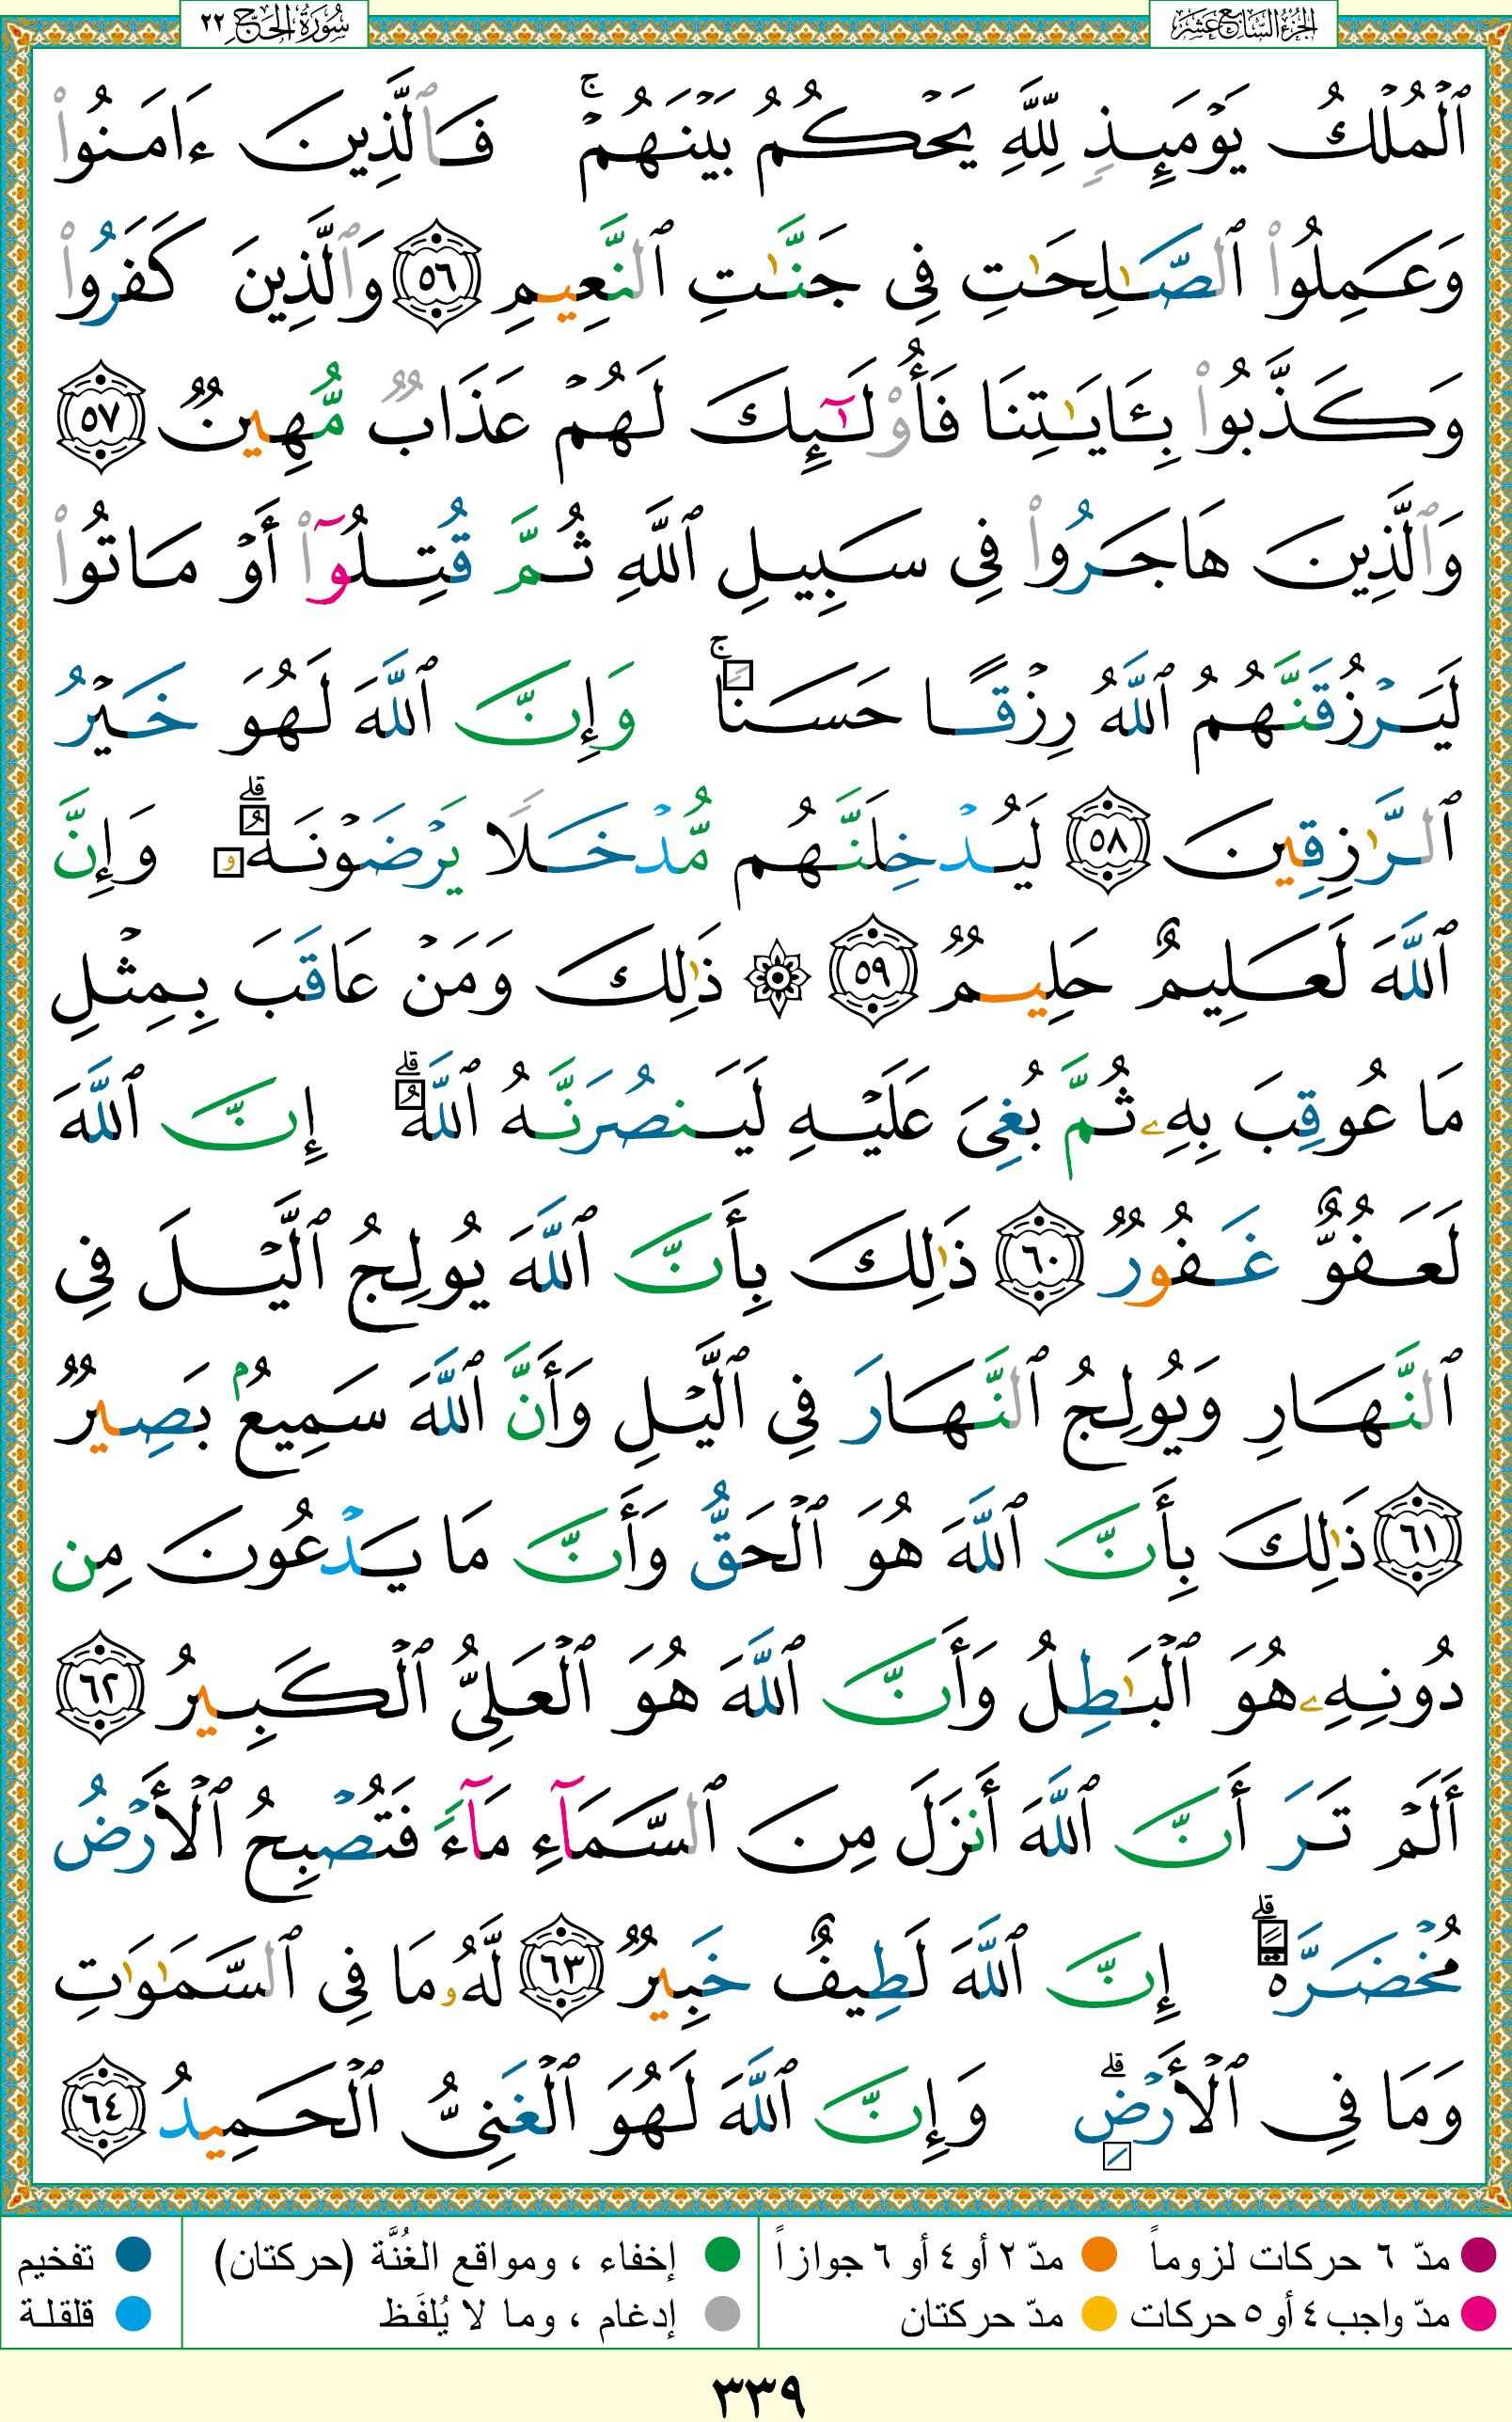 الجزء السابع عشر
سورة الحج ٢٢
ٱلْمُلْكُ يَوْمَئِذٍ لِّلَّهِ يَحْكُمُ بَيْنَهُمْ ۚ فَٱلَّذِينَ ءَامَنُوا۟
وَعَمِلُوا۟ ٱلصَّـٰلِحَـٰتِ فِى جَنَّـٰتِ ٱلنَّعِيمِ ٥٦ وَٱلَّذِينَ كَفَرُوا۟
وَكَذَّبُوا۟ بِـَٔايَـٰتِنَا فَأُو۟لَـٰٓئِكَ لَهُمْ عَذَابٌ مُّهِينٌ ٥٧
وَٱلَّذِينَ هَاجَرُوا۟ فِى سَبِيلِ ٱللَّهِ ثُمَّ قُتِلُوٓا۟ أَوْ مَاتُوا۟
لَيَرْزُقَنَّهُمُ ٱللَّهُ رِزْقًا حَسَنًا ۚ وَإِنَّ ٱللَّهَ لَهُوَ خَيْرُ
ٱلرَّٰزِقِينَ ٥٨ لَيُدْخِلَنَّهُم مُّدْخَلًا يَرْضَوْنَهُۥ ۗ وَإِنَّ
ٱللَّهَ لَعَلِيمٌ حَلِيمٌ ٥٩ ۞ ذَٰلِكَ وَمَنْ عَاقَبَ بِمِثْلِ
مَا عُوقِبَ بِهِۦ ثُمَّ بُغِىَ عَلَيْهِ لَيَنصُرَنَّهُ ٱللَّهُ ۗ إِنَّ ٱللَّهَ
لَعَفُوٌّ غَفُورٌ ٦٠ ذَٰلِكَ بِأَنَّ ٱللَّهَ يُولِجُ ٱلَّيْلَ فِى
ٱلنَّهَارِ وَيُولِجُ ٱلنَّهَارَ فِى ٱلَّيْلِ وَأَنَّ ٱللَّهَ سَمِيعٌۢ بَصِيرٌ
٦١ ذَٰلِكَ بِأَنَّ ٱللَّهَ هُوَ ٱلْحَقُّ وَأَنَّ مَا يَدْعُونَ مِن
دُونِهِۦ هُوَ ٱلْبَـٰطِلُ وَأَنَّ ٱللَّهَ هُوَ ٱلْعَلِىُّ ٱلْكَبِيرُ ٦٢
أَلَمْ تَرَ أَنَّ ٱللَّهَ أَنزَلَ مِنَ ٱلسَّمَآءِ مَآءً فَتُصْبِحُ ٱلْأَرْضُ
مُخْضَرَّةً ۗ إِنَّ ٱللَّهَ لَطِيفٌ خَبِيرٌ ٦٣ لَّهُۥ مَا فِى ٱلسَّمَـٰوَٰتِ
وَمَا فِى ٱلْأَرْضِ ۗ وَإِنَّ ٱللَّهَ لَهُوَ ٱلْغَنِىُّ ٱلْحَمِيدُ ٦٤
مدّ ٦ حركات لزوماً مدّ ٢ أو ٤ أو ٦ جوازاً إخفاء ، ومواقع الغُنَّة (حركتان) تفخيم
مدّ واجب ٤ أو ٥ حركات مدّ حركتان إدغام ، وما لا يُلفَظ قلقلة
٣٣٩